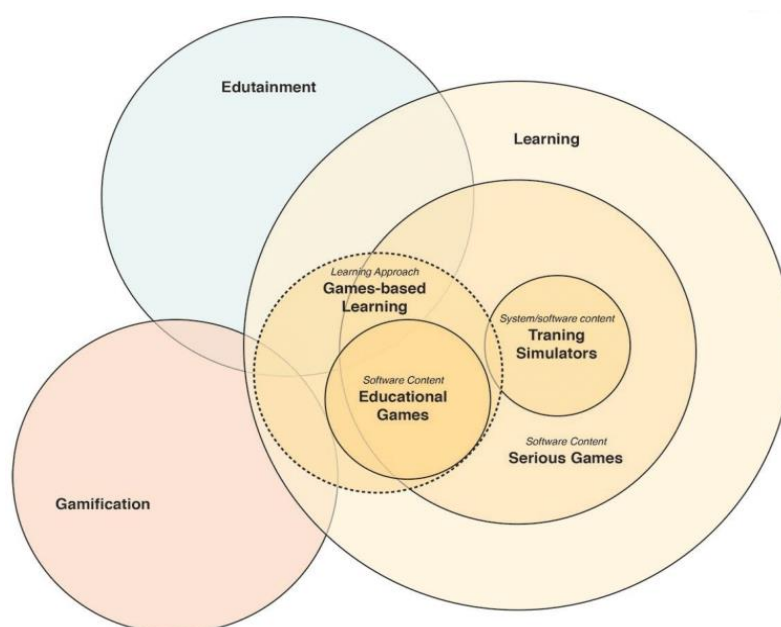 Edutainment
Learning
Learning Approach
Games-based
Learning
System/software content
Traning
Simulators
Software Content
Educational
Games
Software Content
Serious Games
Gamification